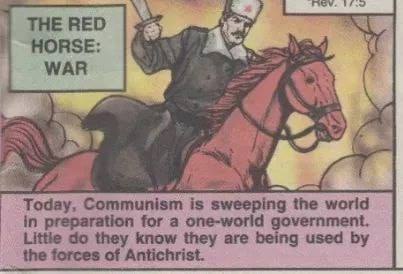 *Rev. 17:5
THE RED
HORSE:
WAR
Today, Communism is sweeping the world
in preparation for a one-world government.
Little do they know they are being used by
the forces of Antichrist.